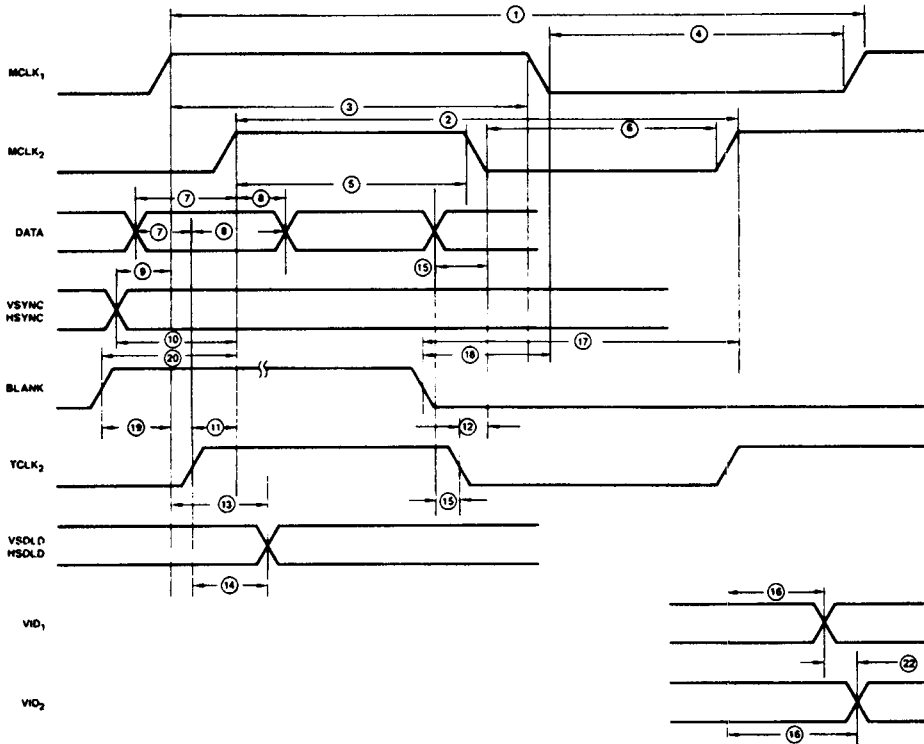 ①
④
MCLK₁
③
②
⑥
MCLK₂
⑤
⑦ ⑧
DATA
⑦ ⑧
⑮
⑨
VSYNC
HSYNC
⑩ ⑰
⑳ ⑱
BLANK
⑲ ⑪ ⑫
TCLK₂
⑬ ⑮
VSDLD
HSDLD
⑭
⑯
VID₁
㉒
VID₂
⑯